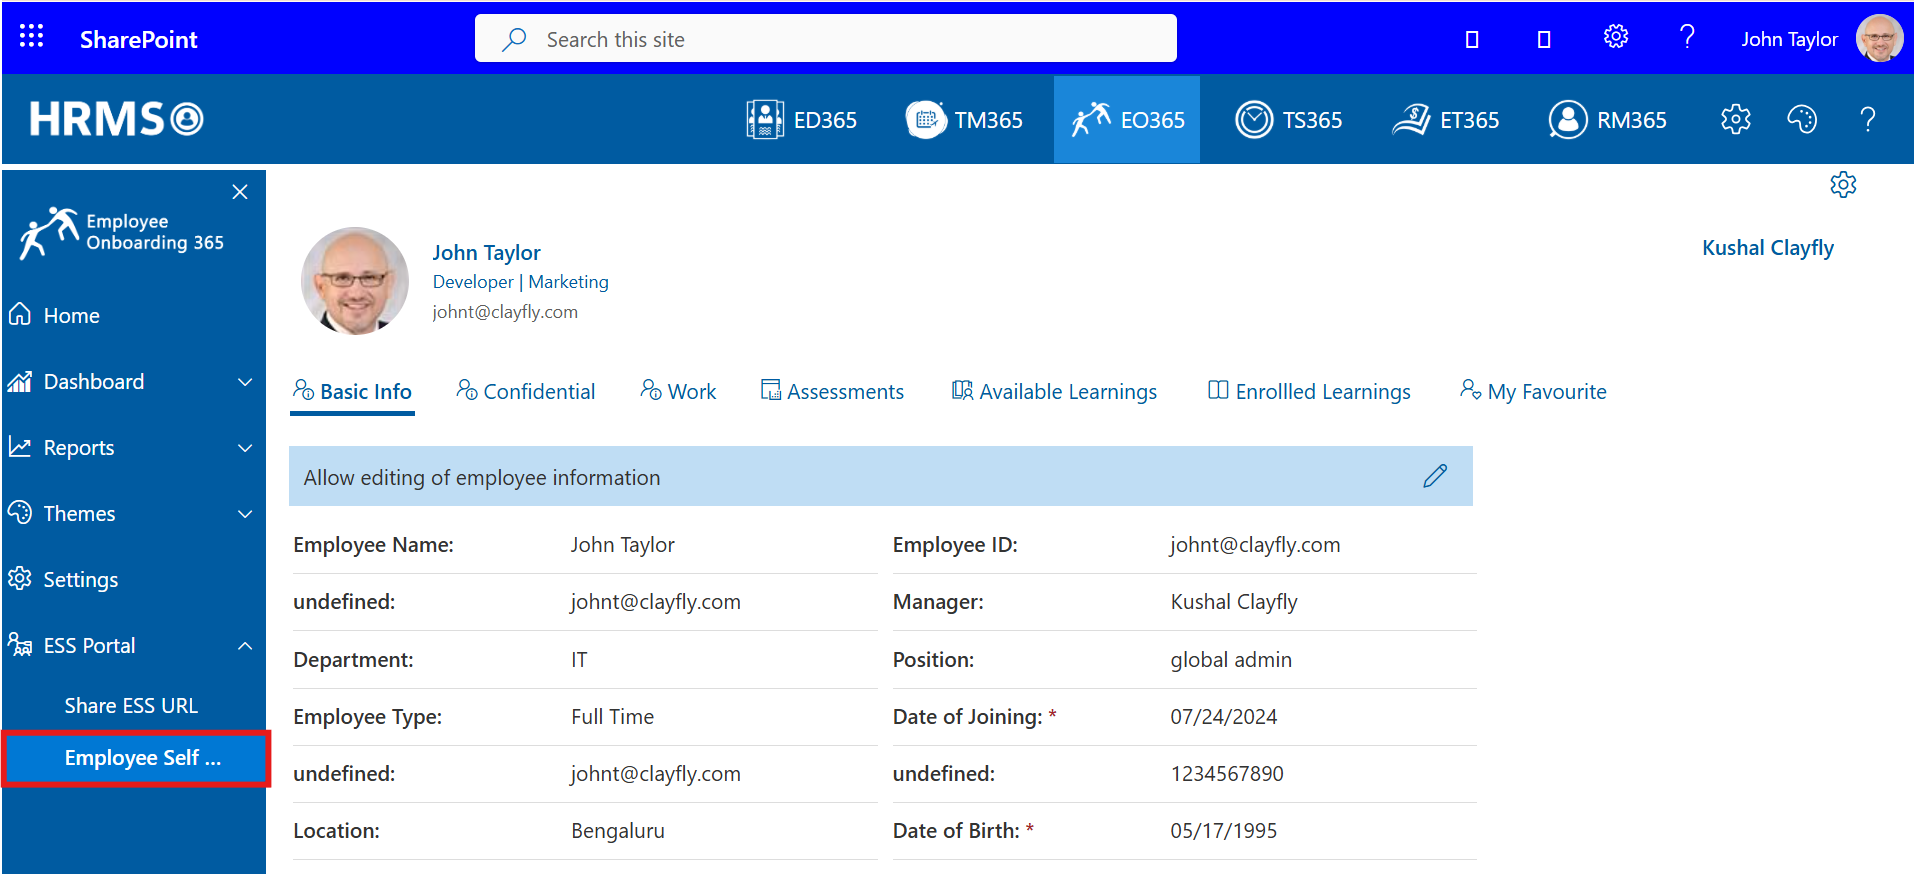 SharePoint
Search this site
John Taylor
HRMS
ED365
TM365
EO365
TS365
ET365
RM365
Employee
Onboarding 365
Home
Dashboard
Reports
Themes
Settings
ESS Portal
Share ESS URL
Employee Self ...
John Taylor
Developer | Marketing
johnt@clayfly.com
Kushal Clayfly
Basic Info
Confidential
Work
Assessments
Available Learnings
Enrollled Learnings
My Favourite
Allow editing of employee information
Employee Name: John Taylor
Employee ID: johnt@clayfly.com
undefined: johnt@clayfly.com
Manager: Kushal Clayfly
Department: IT
Position: global admin
Employee Type: Full Time
Date of Joining: * 07/24/2024
undefined: johnt@clayfly.com
undefined: 1234567890
Location: Bengaluru
Date of Birth: * 05/17/1995